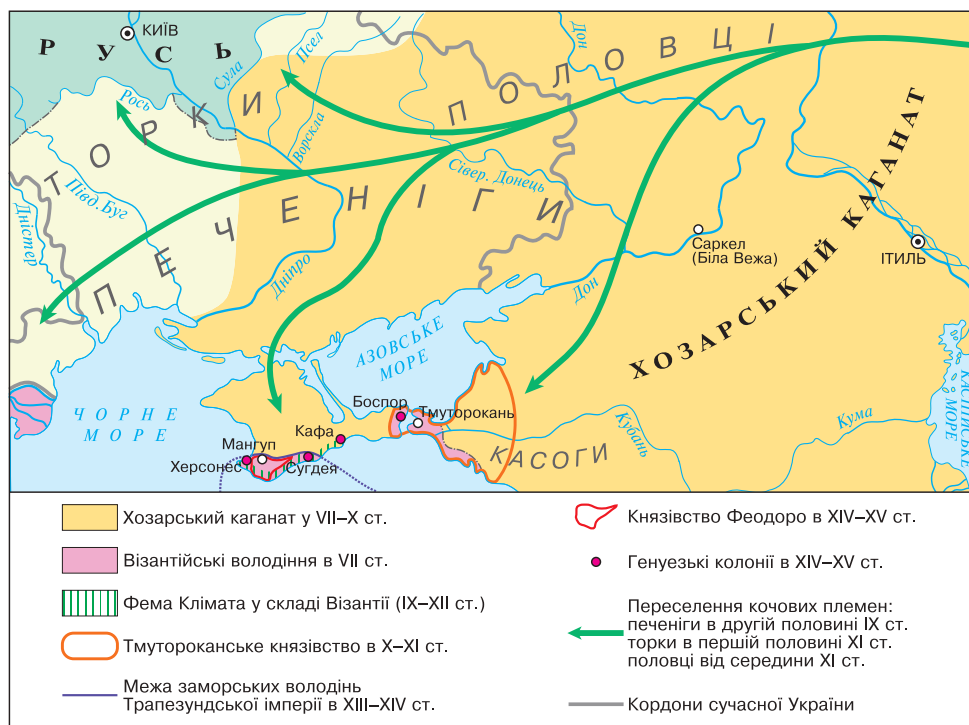 КИЇВ
РУСЬ
Сула
Псел
Дон
ПОЛОВЦІ
Рось
ТОРКИ
Ворскла
Сівер. Донець
Півд. Буг
Дністер
ПЕЧЕНІГИ
Дніпро
Дон
Саркел
(Біла Вежа)
ІТИЛЬ
ХОЗАРСЬКИЙ КАГАНАТ
АЗОВСЬКЕ
МОРЕ
КАСПІЙСЬКЕ
МОРЕ
ЧОРНЕ
МОРЕ
Боспор
Тмуторокань
Кафа
Мангуп
Херсонес
Сугдея
Кубань
Кума
КАСОГИ
Хозарський каганат у VII–X ст.
Візантійські володіння в VII ст.
Фема Клімата у складі Візантії (IX–XII ст.)
Тмутороканське князівство в X–XI ст.
Межа заморських володінь
Трапезундської імперії в XIII–XIV ст.
Князівство Феодоро в XIV–XV ст.
Генуезькі колонії в XIV–XV ст.
Переселення кочових племен:
печеніги в другій половині IX ст.
торки в першій половині XI ст.
половці від середини XI ст.
Кордони сучасної України